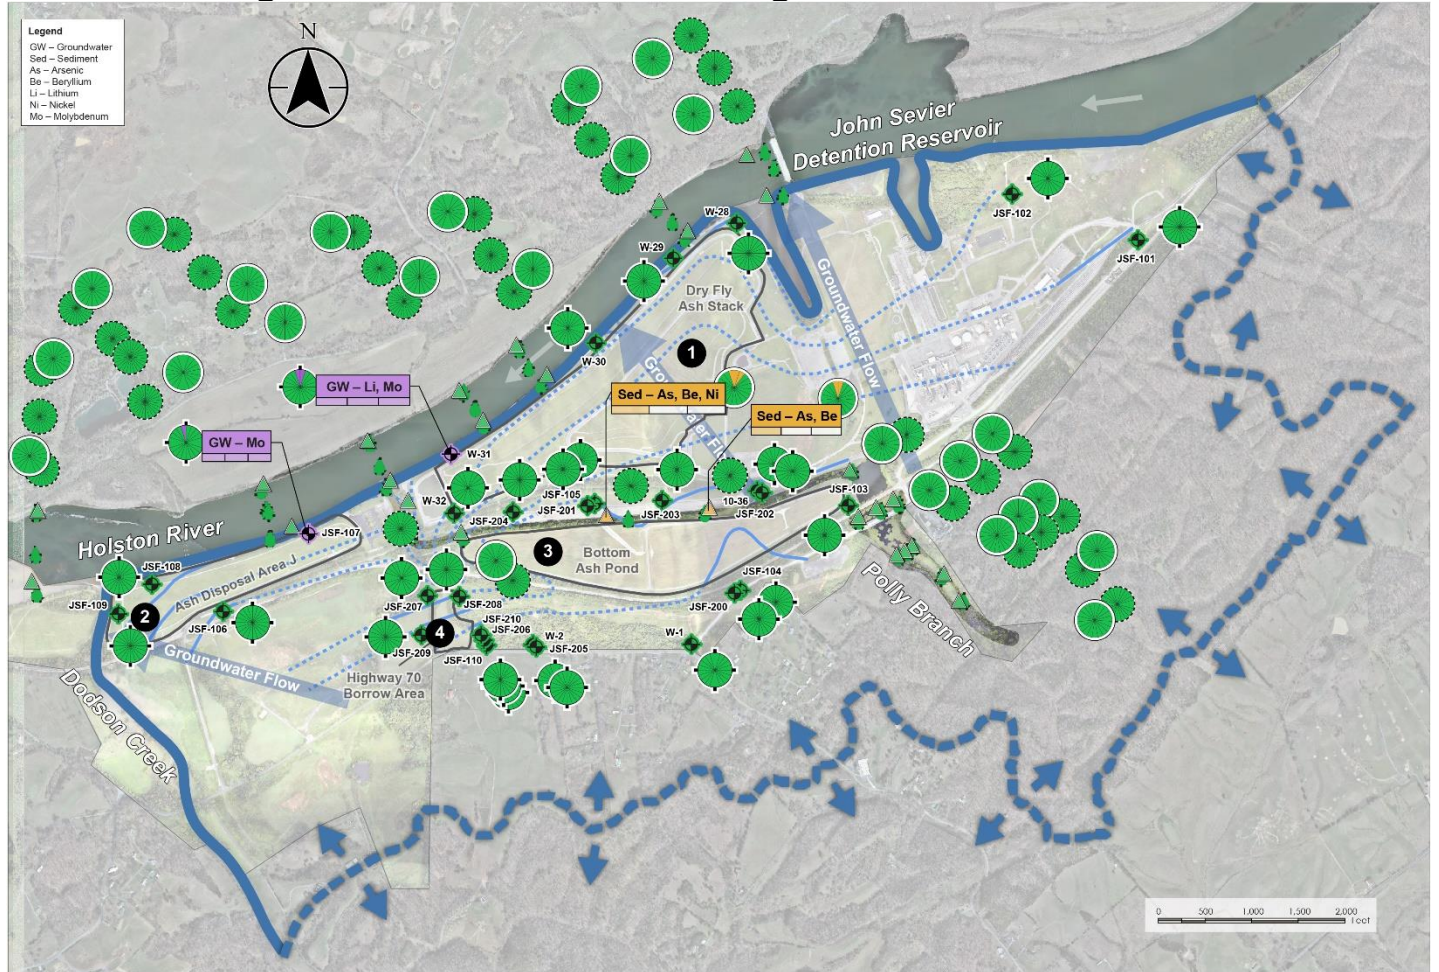 Legend
GW – Groundwater
Sed – Sediment
As – Arsenic
Be – Beryllium
Li – Lithium
Ni – Nickel
Mo – Molybdenum
N
John Sevier
Detention Reservoir
JSF-102
JSF-101
W-28
W-29
Dry Fly
Ash Stack
Groundwater Flow
W-30
1
GW – Li, Mo
Sed – As, Be, Ni
Sed – As, Be
GW – Mo
W-31
W-32
JSF-105
JSF-201
JSF-204
JSF-203
10-36
JSF-202
JSF-103
JSF-107
Holston River
3
Bottom
Ash Pond
JSF-108
Ash Disposal Area J
JSF-104
JSF-200
Polly Branch
JSF-109
2
JSF-106
JSF-207
JSF-208
JSF-210
JSF-206
4
JSF-209
JSF-110
W-2
JSF-205
W-1
Groundwater Flow
Highway 70
Borrow Area
Dodson Creek
0 500 1,000 1,500 2,000
Feet